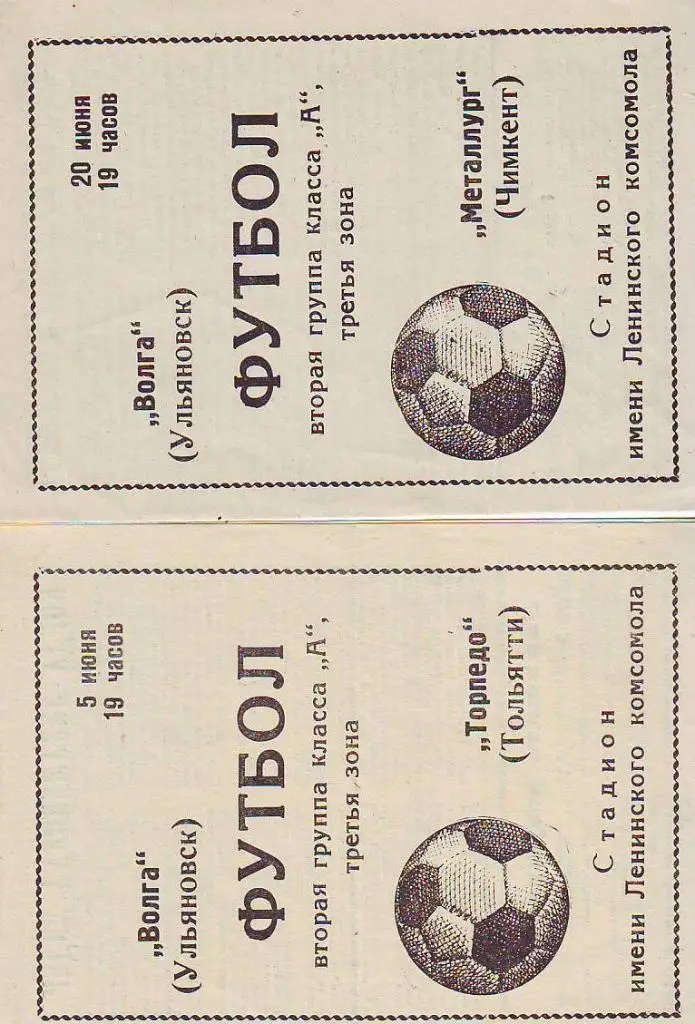 „Волга“
(Ульяновск)
20 июня
19 часов
ФУТБОЛ
вторая группа класса „А“,
третья зона
„Металлург“
(Чимкент)
Стадион
имени Ленинского комсомола
„Волга“
(Ульяновск)
5 июня
19 часов
ФУТБОЛ
вторая группа класса „А“,
третья зона
„Торпедо“
(Тольятти)
Стадион
имени Ленинского комсомола